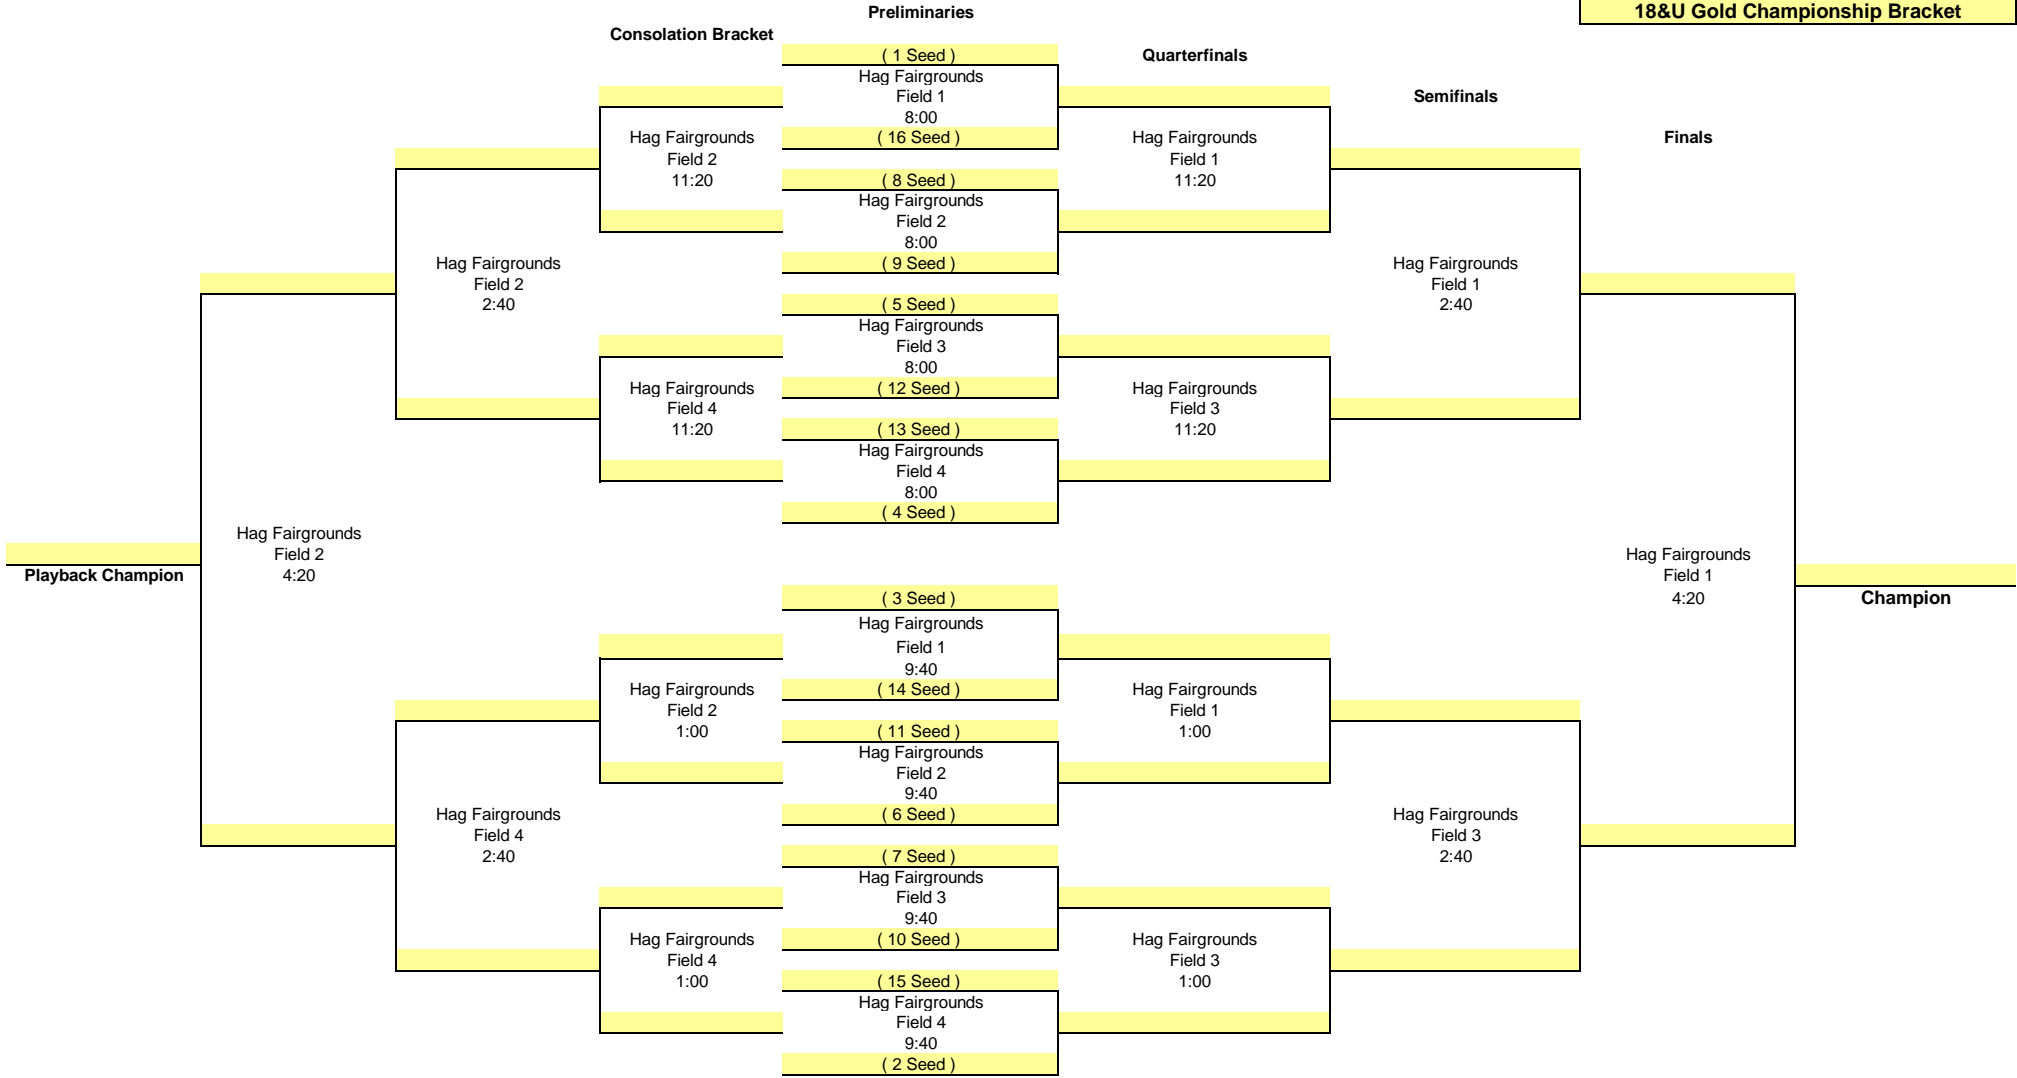 Preliminaries
18&U Gold Championship Bracket
Consolation Bracket
Quarterfinals
Semifinals
Finals
( 1 Seed )
Hag Fairgrounds
Field 1
8:00
( 16 Seed )
( 8 Seed )
Hag Fairgrounds
Field 2
8:00
( 9 Seed )
( 5 Seed )
Hag Fairgrounds
Field 3
8:00
( 12 Seed )
( 13 Seed )
Hag Fairgrounds
Field 4
8:00
( 4 Seed )
( 3 Seed )
Hag Fairgrounds
Field 1
9:40
( 14 Seed )
( 11 Seed )
Hag Fairgrounds
Field 2
9:40
( 6 Seed )
( 7 Seed )
Hag Fairgrounds
Field 3
9:40
( 10 Seed )
( 15 Seed )
Hag Fairgrounds
Field 4
9:40
( 2 Seed )
Hag Fairgrounds
Field 2
11:20
Hag Fairgrounds
Field 4
11:20
Hag Fairgrounds
Field 2
1:00
Hag Fairgrounds
Field 4
1:00
Hag Fairgrounds
Field 2
2:40
Hag Fairgrounds
Field 4
2:40
Hag Fairgrounds
Field 2
4:20
Playback Champion
Hag Fairgrounds
Field 1
11:20
Hag Fairgrounds
Field 3
11:20
Hag Fairgrounds
Field 1
1:00
Hag Fairgrounds
Field 3
1:00
Hag Fairgrounds
Field 1
2:40
Hag Fairgrounds
Field 3
2:40
Hag Fairgrounds
Field 1
4:20
Champion